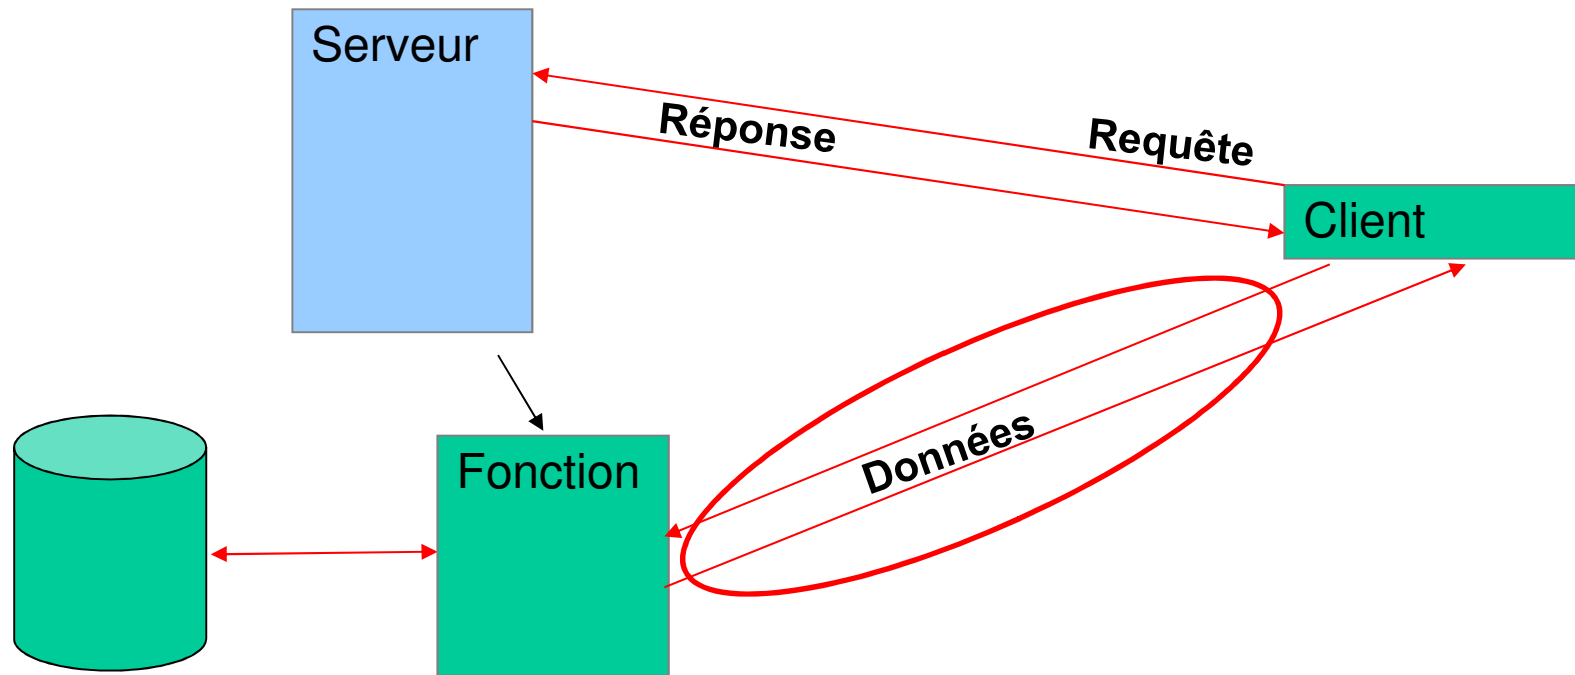 Serveur
Réponse
Requête
Client
Données
Fonction